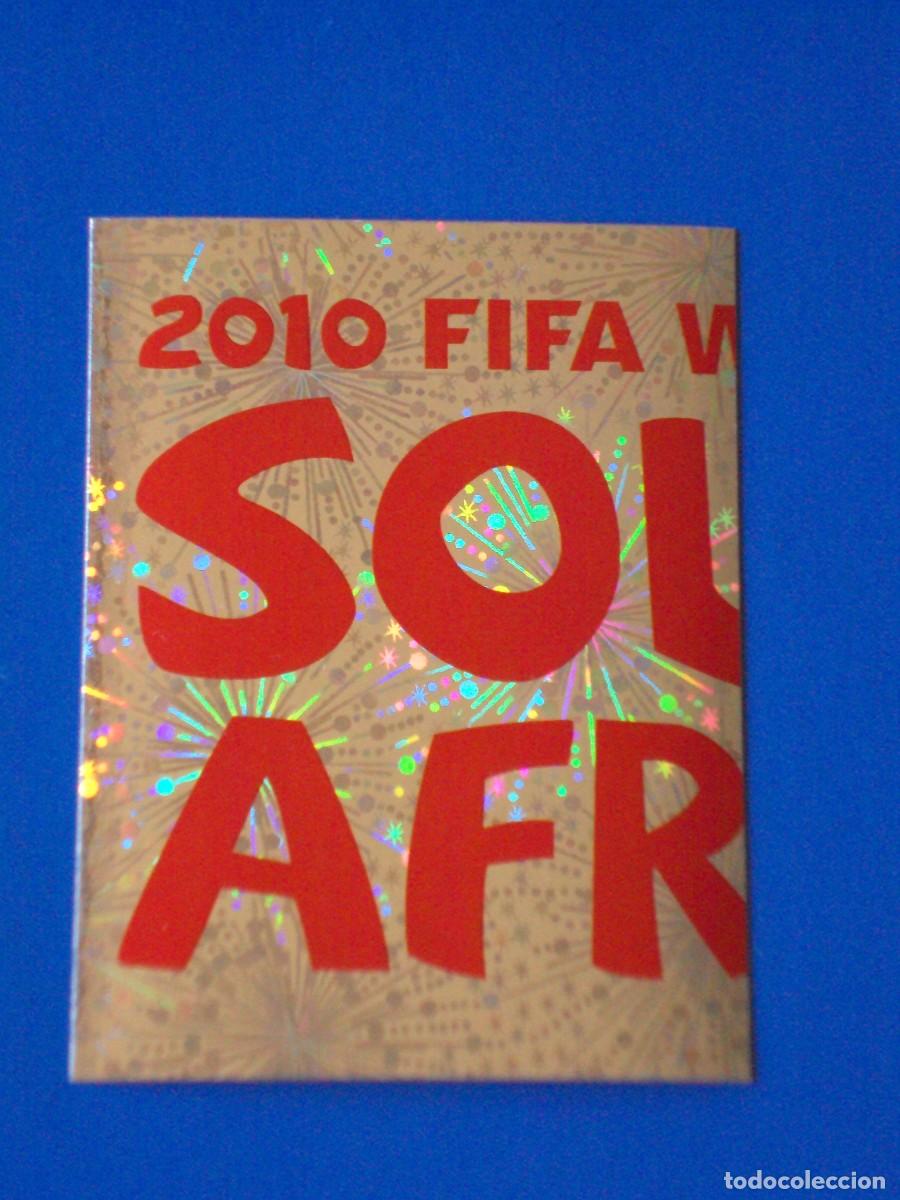 2010 FIFA W
SOU
AFR
todocoleccion